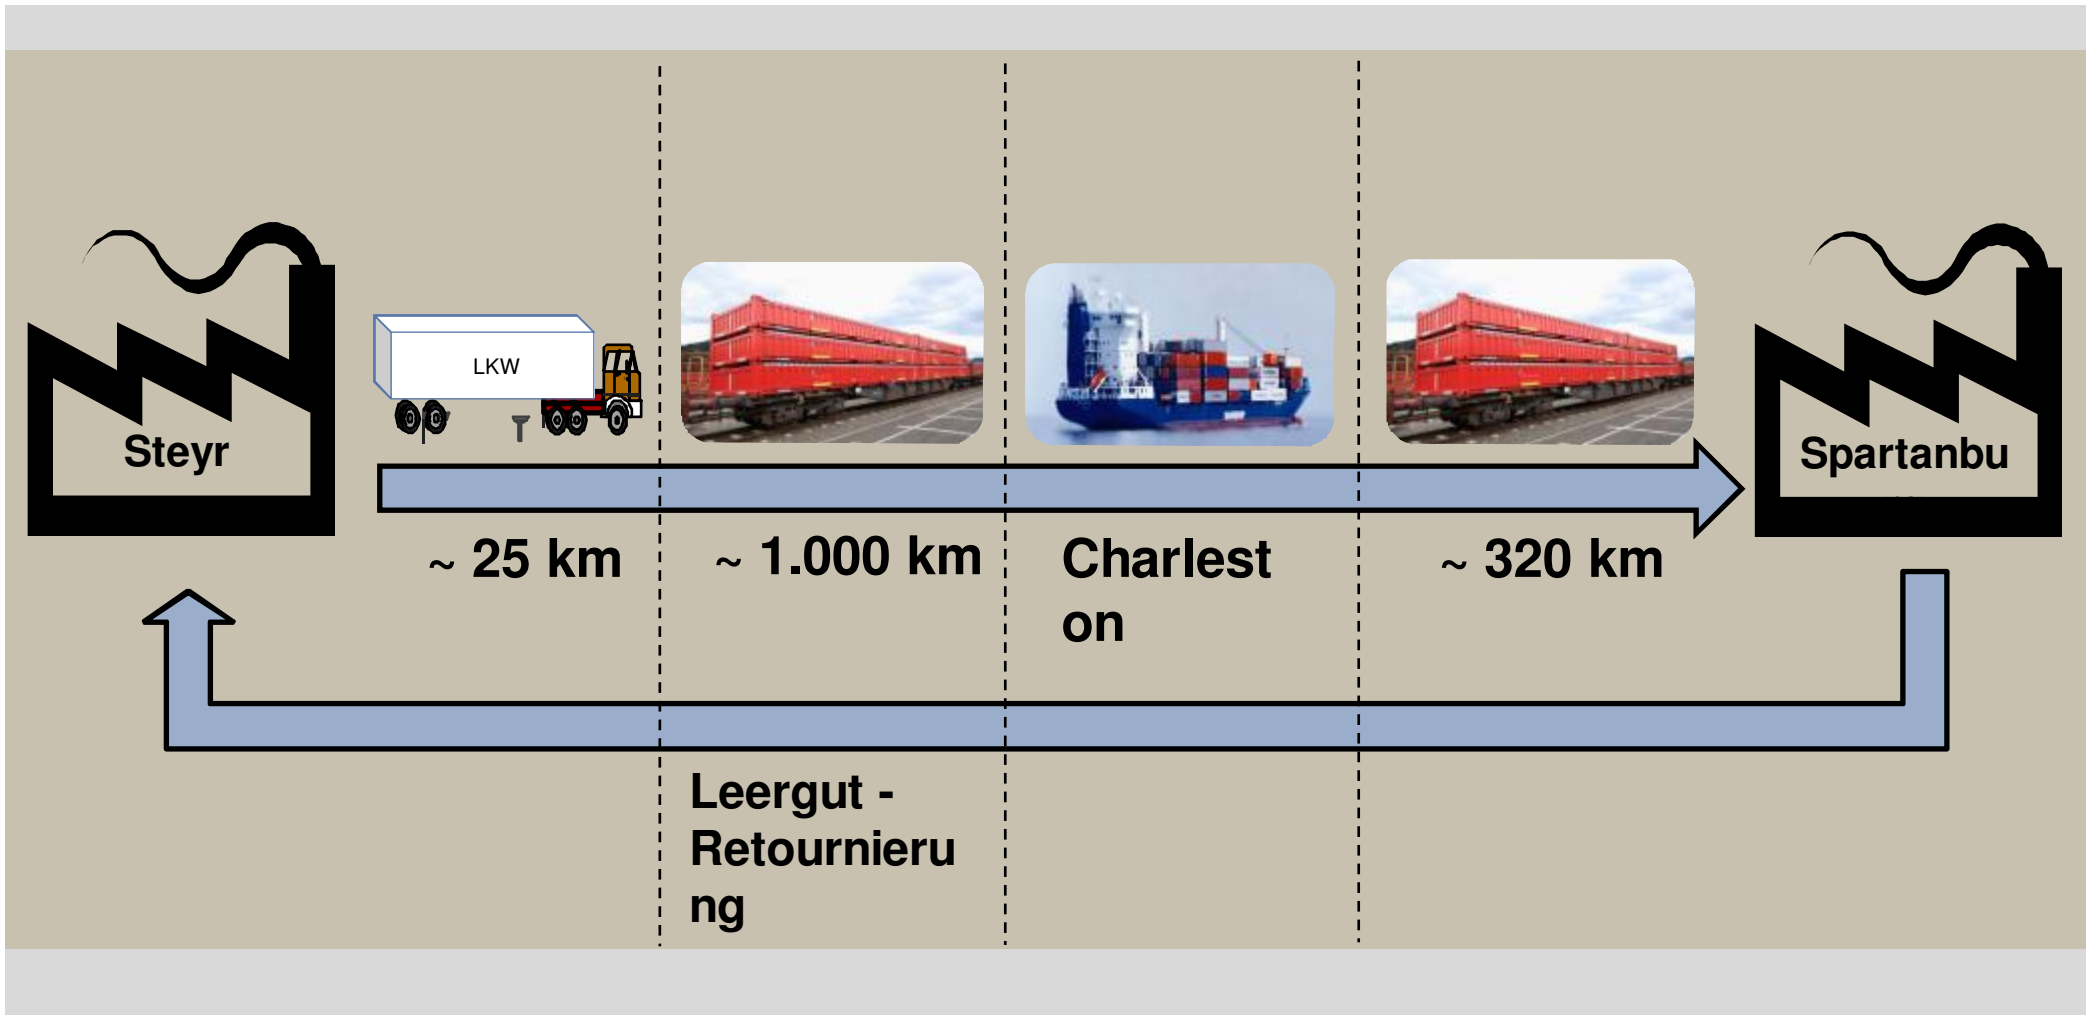 LKW
Steyr
Spartanbu
~ 25 km
~ 1.000 km
Charlest
on
~ 320 km
Leergut -
Retournieru
ng